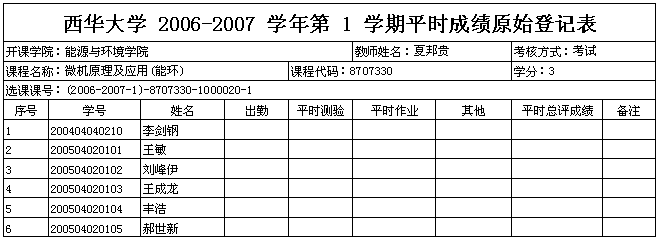 西华大学 2006-2007 学年第 1 学期平时成绩原始登记表
开课学院：能源与环境学院 教师姓名：夏邦贵 考核方式：考试
课程名称：微机原理及应用(能环) 课程代码：8707330 学分：3
选课课号：(2006-2007-1)-8707330-1000020-1
序号 学号 姓名 出勤 平时测验 平时作业 其他 平时总评成绩 备注
1 200404040210 李剑钢
2 200504020101 王敏
3 200504020102 刘峰伊
4 200504020103 王成龙
5 200504020104 丰浩
6 200504020105 郝世新